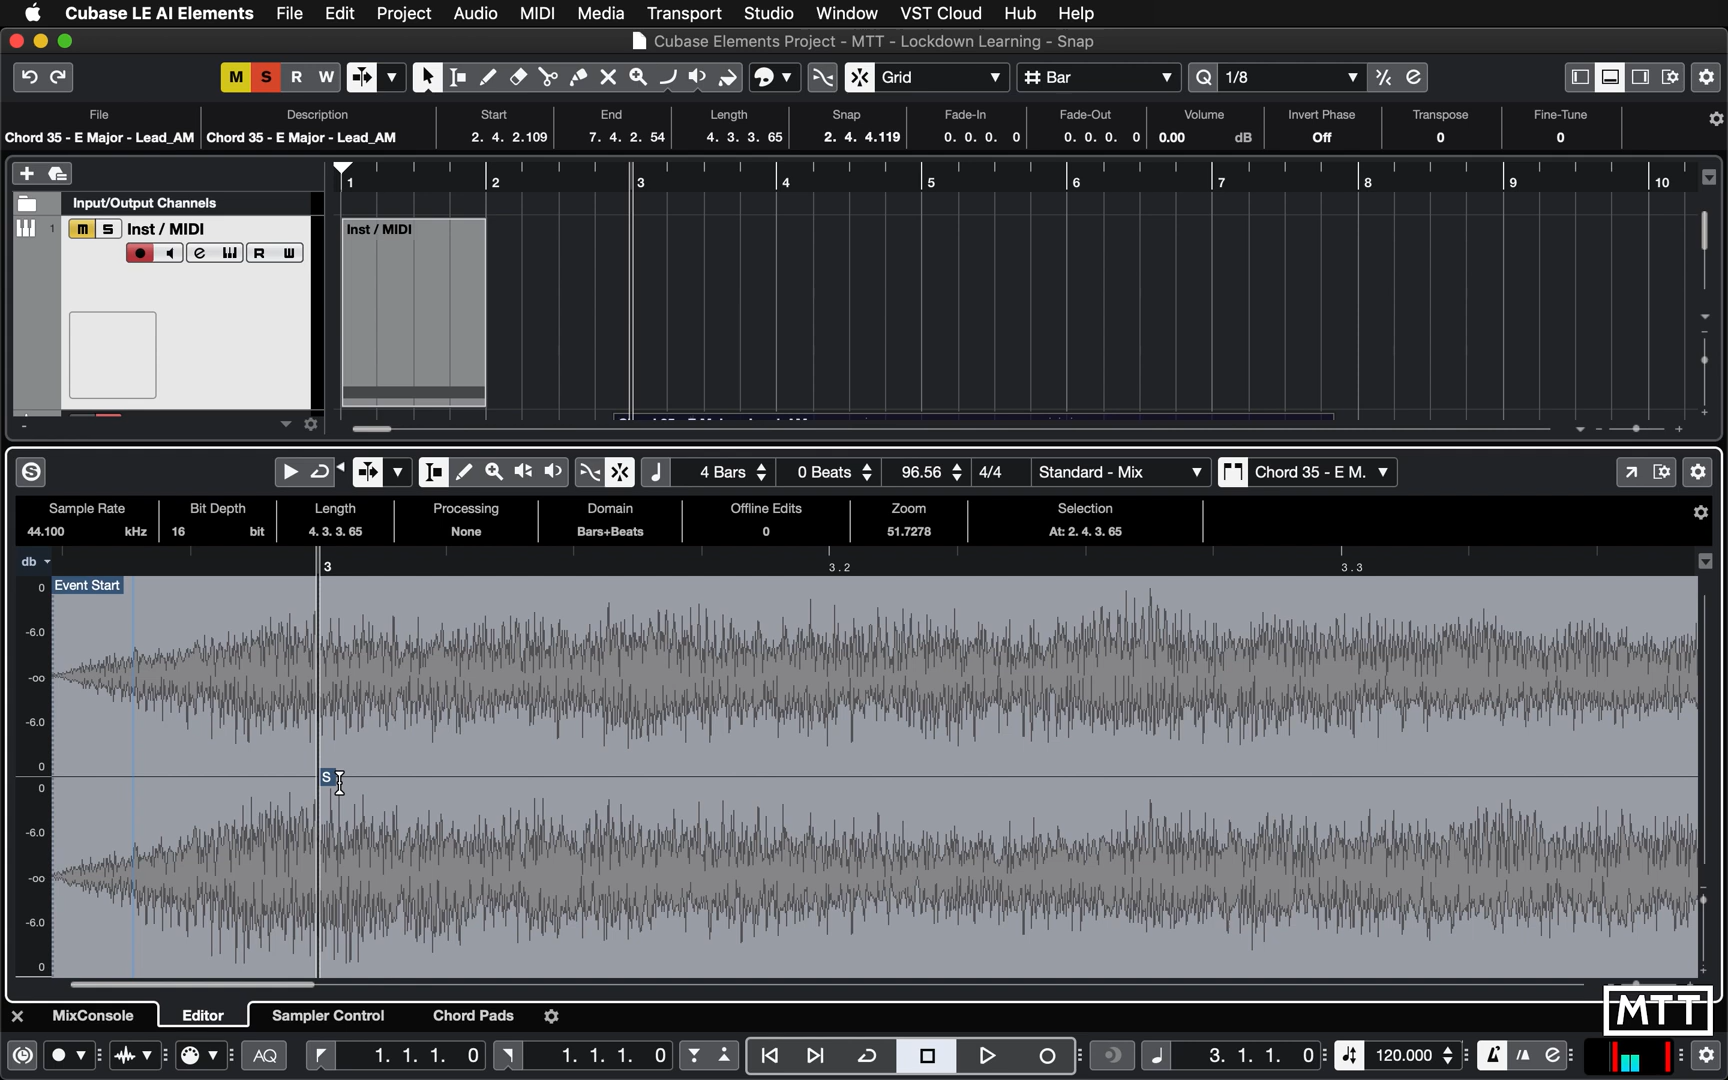 Cubase LE AI Elements File Edit Project Audio MIDI Media Transport Studio Window VST Cloud Hub Help
Cubase Elements Project - MTT - Lockdown Learning - Snap
M S R W Grid Bar Q 1/8
File Description Start End Length Snap Fade-In Fade-Out Volume Invert Phase Transpose Fine-Tune
Chord 35 - E Major - Lead_AM Chord 35 - E Major - Lead_AM 2. 4. 2.109 7. 4. 2. 54 4. 3. 3. 65 2. 4. 4.119 0. 0. 0. 0 0. 0. 0. 0 0.00 dB Off 0 0
1 2 3 4 5 6 7 8 9 10
Input/Output Channels
1 m S Inst / MIDI
Inst / MIDI
R W
4 Bars 0 Beats 96.56 4/4 Standard - Mix Chord 35 - E M.
Sample Rate Bit Depth Length Processing Domain Offline Edits Zoom Selection
44.100 kHz 16 bit 4. 3. 3. 65 None Bars+Beats 0 51.7278 At: 2. 4. 3. 65
db 3 3.2 3.3
Event Start
0
-6.0
-oo
-6.0
0
S
0
-6.0
-oo
-6.0
0
MTT
MixConsole Editor Sampler Control Chord Pads
AQ 1. 1. 1. 0 1. 1. 1. 0 3. 1. 1. 0 120.000